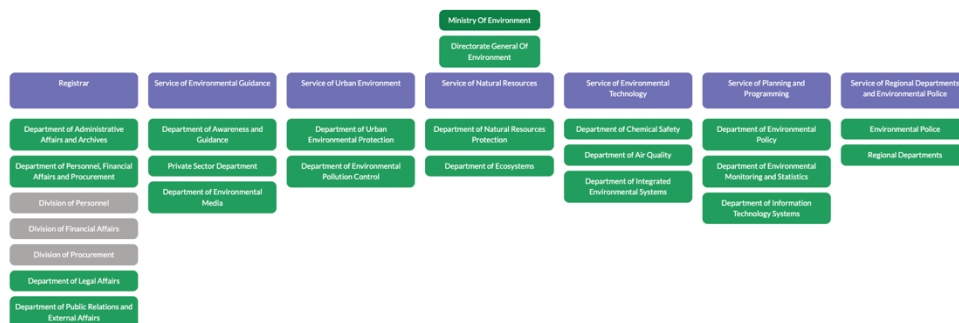 Ministry Of Environment
Directorate General Of
Environment
Registrar
Department of Administrative
Affairs and Archives
Department of Personnel, Financial
Affairs and Procurement
Division of Personnel
Division of Financial Affairs
Division of Procurement
Department of Legal Affairs
Department of Public Relations and
External Affairs
Service of Environmental Guidance
Department of Awareness and
Guidance
Private Sector Department
Department of Environmental
Media
Service of Urban Environment
Department of Urban
Environmental Protection
Department of Environmental
Pollution Control
Service of Natural Resources
Department of Natural Resources
Protection
Department of Ecosystems
Service of Environmental
Technology
Department of Chemical Safety
Department of Air Quality
Department of Integrated
Environmental Systems
Service of Planning and
Programming
Department of Environmental
Policy
Department of Environmental
Monitoring and Statistics
Department of Information
Technology Systems
Service of Regional Departments
and Environmental Police
Environmental Police
Regional Departments